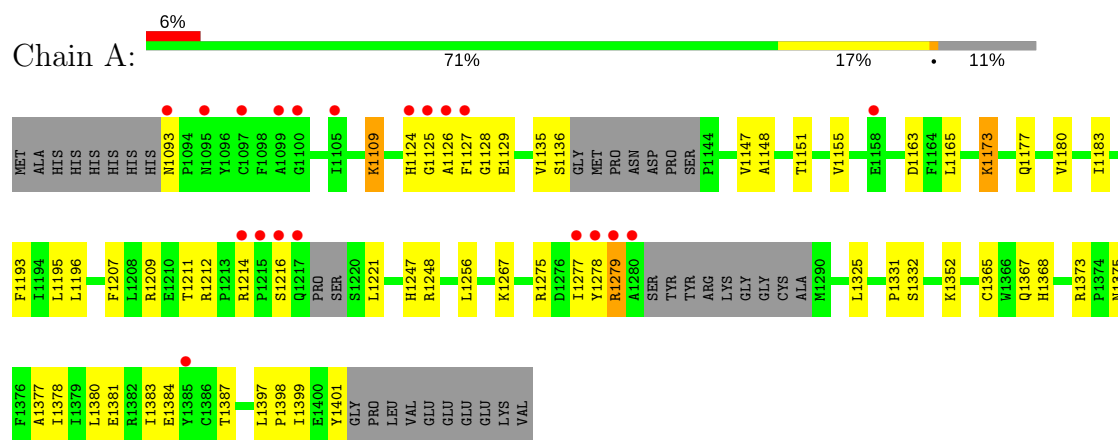 6%
Chain A:
71% 17% • 11%
MET ALA HIS HIS HIS HIS HIS HIS N1093 P1094 N1095 Y1096 C1097 F1098 A1099 G1100 I1105 K1109 H1124 G1125 A1126 F1127 G1128 E1129 V1135 S1136 GLY MET PRO ASN ASP PRO SER P1144 V1147 A1148 T1151 V1155 E1158 D1163 F1164 L1165 K1173 Q1177 V1180 I1183
F1193 I1194 L1195 L1196 F1207 L1208 R1209 E1210 T1211 R1212 P1213 R1214 P1215 S1216 Q1217 PRO SER S1220 L1221 H1247 R1248 L1256 K1267 R1275 D1276 I1277 Y1278 R1279 A1280 SER TYR TYR ARG LYS GLY GLY CYS ALA M1290 L1325 P1331 S1332 K1352 C1365 W1366 Q1367 H1368 R1373 P1374 N1375
F1376 A1377 I1378 I1379 L1380 E1381 R1382 I1383 E1384 Y1385 C1386 T1387 L1397 P1398 I1399 E1400 Y1401 GLY PRO LEU VAL GLU GLU GLU GLU LYS VAL